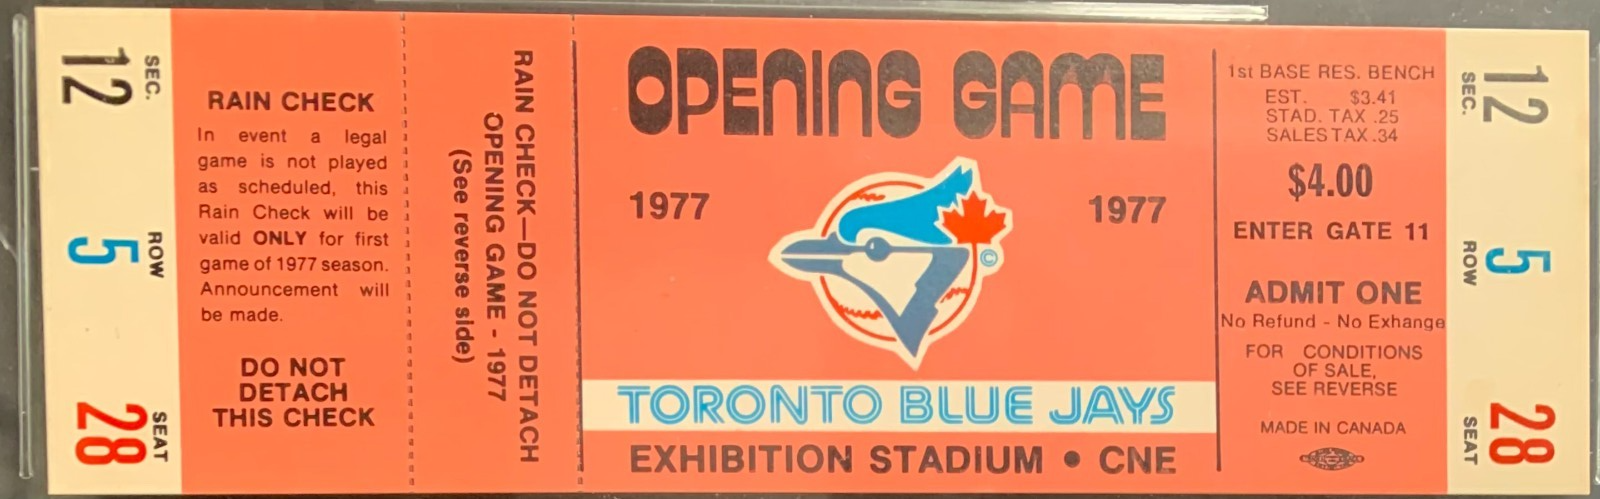 SEC.
12
ROW
5
SEAT
28
RAIN CHECK
In event a legal
game is not played
as scheduled, this
Rain Check will be
valid ONLY for first
game of 1977 season.
Announcement will
be made.
DO NOT
DETACH
THIS CHECK
RAIN CHECK—DO NOT DETACH
OPENING GAME - 1977
(See reverse side)
OPENING GAME
1977
1977
©
TORONTO BLUE JAYS
EXHIBITION STADIUM • CNE
1st BASE RES. BENCH
EST. $3.41
STAD. TAX .25
SALES TAX .34
$4.00
ENTER GATE 11
ADMIT ONE
No Refund - No Exhange
FOR CONDITIONS
OF SALE,
SEE REVERSE
MADE IN CANADA
12
SEC.
5
ROW
28
SEAT